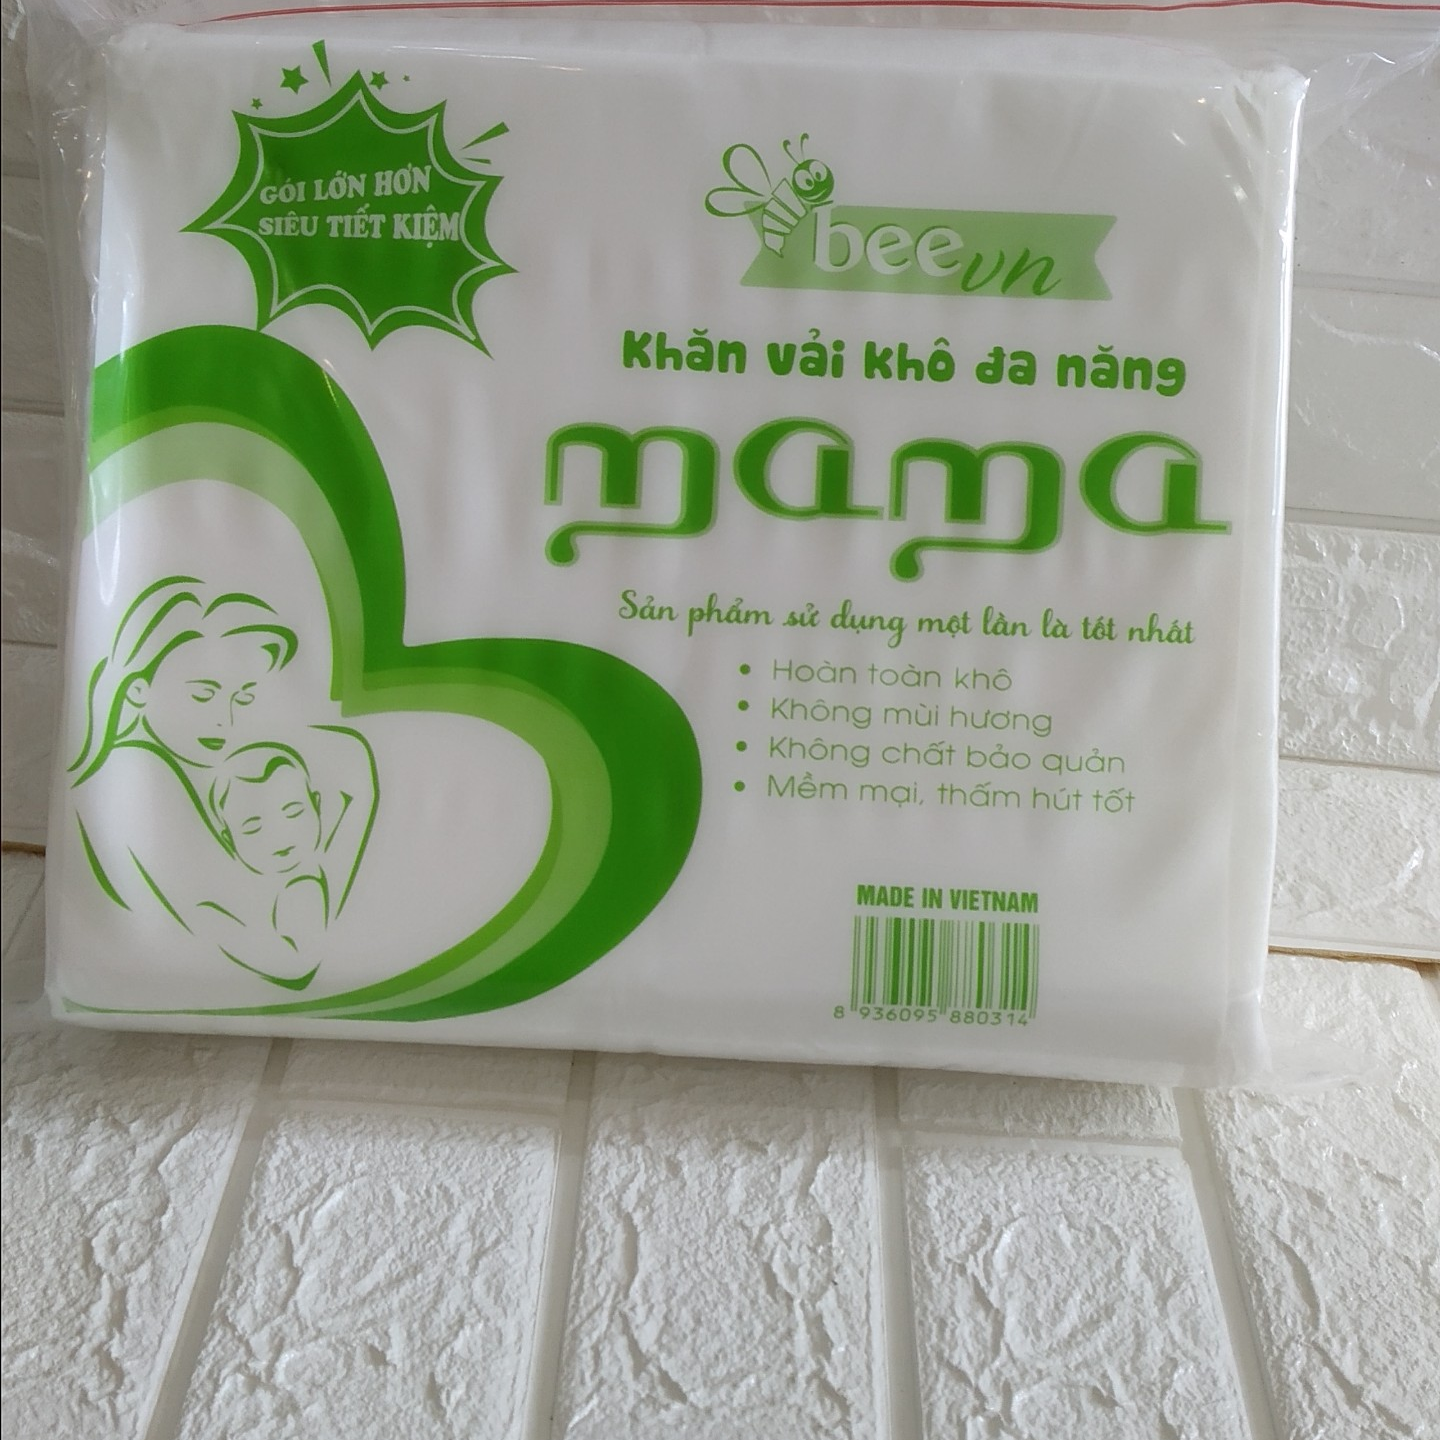 GÓI LỚN HƠN
SIÊU TIẾT KIỆM
beevn
Khăn vải khô đa năng
mama
Sản phẩm sử dụng một lần là tốt nhất
• Hoàn toàn khô
• Không mùi hương
• Không chất bảo quản
• Mềm mại, thấm hút tốt
MADE IN VIETNAM
8 936095 880314